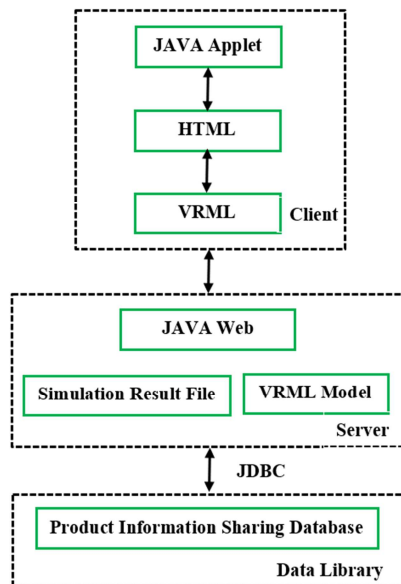 JAVA Applet
HTML
VRML
Client
JAVA Web
Simulation Result File
VRML Model
Server
JDBC
Product Information Sharing Database
Data Library